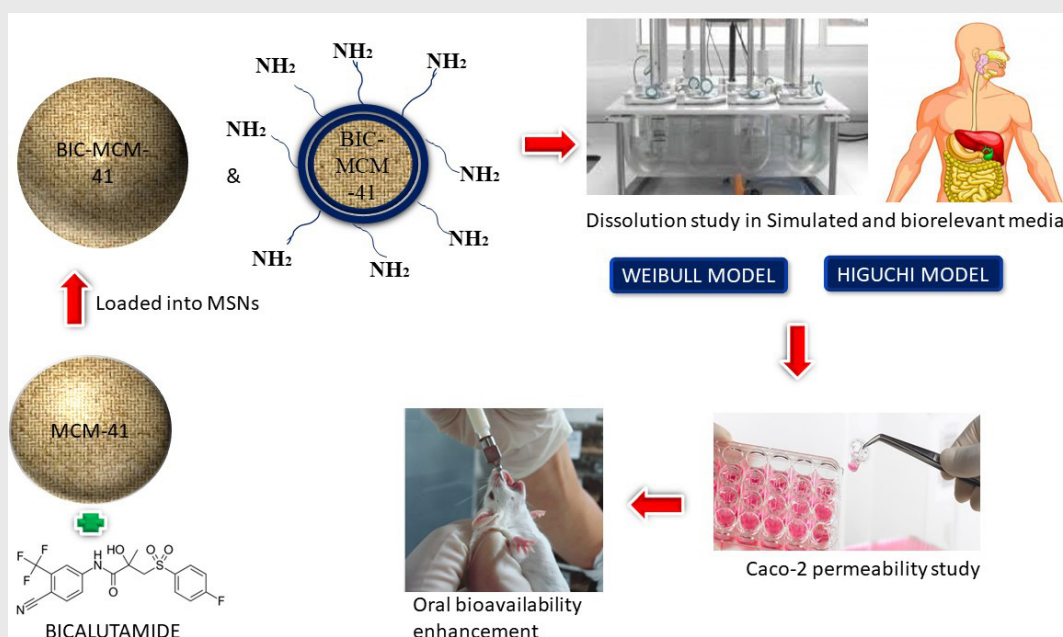 NH2
NH2
NH2
NH2
NH2
NH2
NH2
NH2
NH2
BIC-MCM-
41
&
BIC-
MCM
-41
Dissolution study in Simulated and biorelevant media
WEIBULL MODEL
HIGUCHI MODEL
Loaded into MSNs
MCM-41
F
F
F
N
H
N
O
HO
O
O
S
F
BICALUTAMIDE
Caco-2 permeability study
Oral bioavailability
enhancement